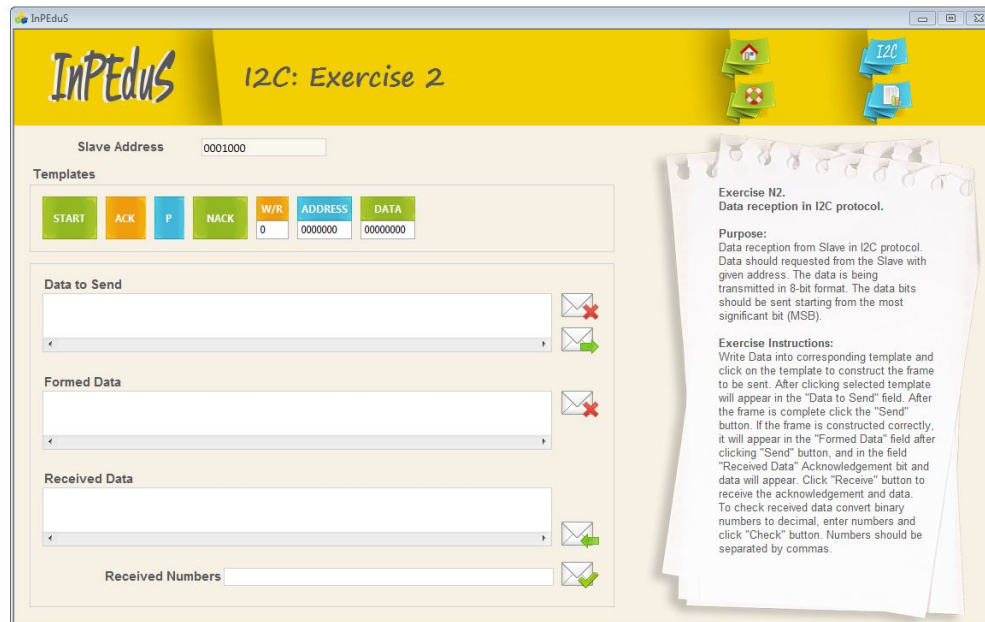 InPEduS
InPEduS
I2C: Exercise 2
I2C
Slave Address 0001000
Templates
START ACK P NACK W/R ADDRESS DATA
0 0000000 00000000
Data to Send
Formed Data
Received Data
Received Numbers
Exercise N2.
Data reception in I2C protocol.
Purpose:
Data reception from Slave in I2C protocol.
Data should requested from the Slave with
given address. The data is being
transmitted in 8-bit format. The data bits
should be sent starting from the most
significant bit (MSB).
Exercise Instructions:
Write Data into corresponding template and
click on the template to construct the frame
to be sent. After clicking selected template
will appear in the "Data to Send" field. After
the frame is complete click the "Send"
button. If the frame is constructed correctly,
it will appear in the "Formed Data" field after
clicking "Send" button, and in the field
"Received Data" Acknowledgement bit and
data will appear. Click "Receive" button to
receive the acknowledgement and data.
To check received data convert binary
numbers to decimal, enter numbers and
click "Check" button. Numbers should be
separated by commas.